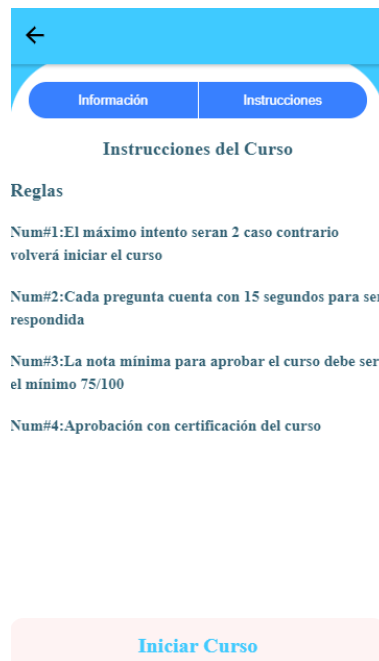 Información
Instrucciones
Instrucciones del Curso
Reglas
Num#1:El máximo intento seran 2 caso contrario
volverá iniciar el curso
Num#2:Cada pregunta cuenta con 15 segundos para ser
respondida
Num#3:La nota mínima para aprobar el curso debe ser
el mínimo 75/100
Num#4:Aprobación con certificación del curso
Iniciar Curso